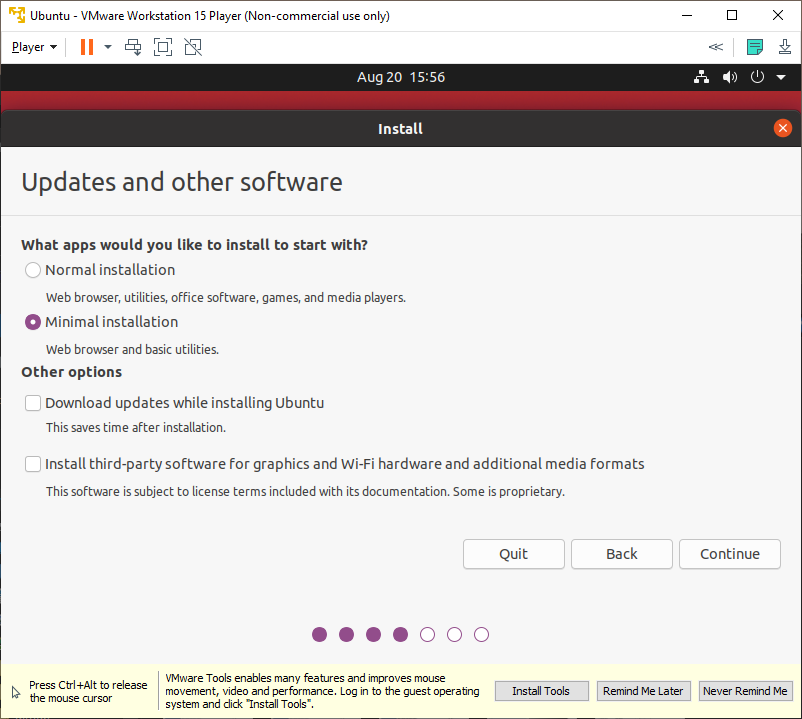 Ubuntu - VMware Workstation 15 Player (Non-commercial use only)
Player
Aug 20 15:56
Install
Updates and other software
What apps would you like to install to start with?
Normal installation
Web browser, utilities, office software, games, and media players.
Minimal installation
Web browser and basic utilities.
Other options
Download updates while installing Ubuntu
This saves time after installation.
Install third-party software for graphics and Wi-Fi hardware and additional media formats
This software is subject to license terms included with its documentation. Some is proprietary.
Quit
Back
Continue
Press Ctrl+Alt to release
the mouse cursor
VMware Tools enables many features and improves mouse
movement, video and performance. Log in to the guest operating
system and click "Install Tools".
Install Tools
Remind Me Later
Never Remind Me